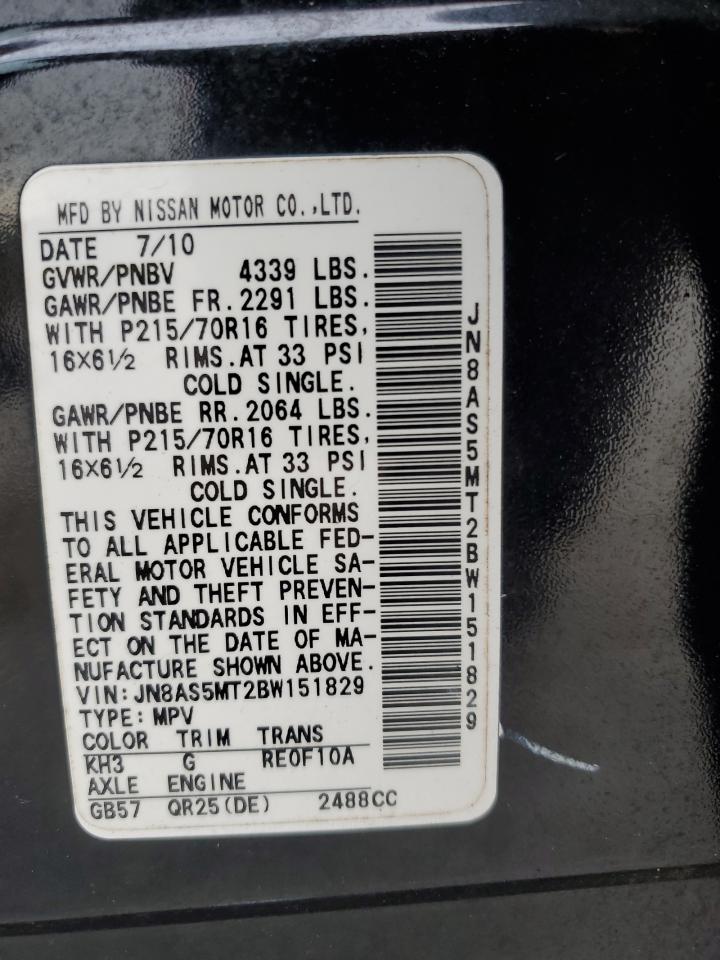 MFD BY NISSAN MOTOR CO.,LTD.
DATE 7/10
GVWR/PNBV 4339 LBS.
GAWR/PNBE FR.2291 LBS.
WITH P215/70R16 TIRES,
16X6½ RIMS.AT 33 PSI
COLD SINGLE.
GAWR/PNBE RR.2064 LBS.
WITH P215/70R16 TIRES,
16X6½ RIMS.AT 33 PSI
COLD SINGLE.
THIS VEHICLE CONFORMS
TO ALL APPLICABLE FED-
ERAL MOTOR VEHICLE SA-
FETY AND THEFT PREVEN-
TION STANDARDS IN EFF-
ECT ON THE DATE OF MA-
NUFACTURE SHOWN ABOVE.
VIN:JN8AS5MT2BW151829
TYPE:MPV
COLOR TRIM TRANS
KH3 G RE0F10A
AXLE ENGINE
GB57 QR25(DE) 2488CC
JN8AS5MT2BW151829